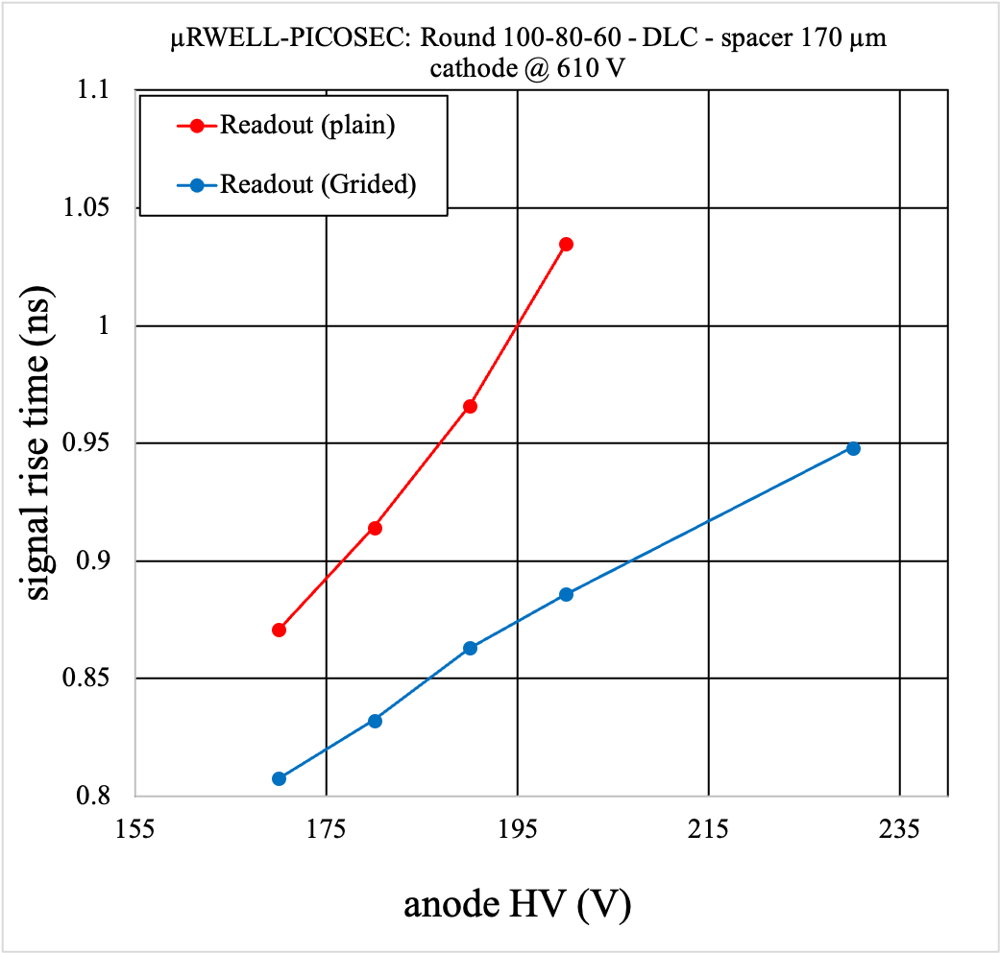 µRWELL-PICOSEC: Round 100-80-60 - DLC - spacer 170 µm
cathode @ 610 V
Readout (plain)
Readout (Grided)
1.1
1.05
1
0.95
0.9
0.85
0.8
signal rise time (ns)
155 175 195 215 235
anode HV (V)